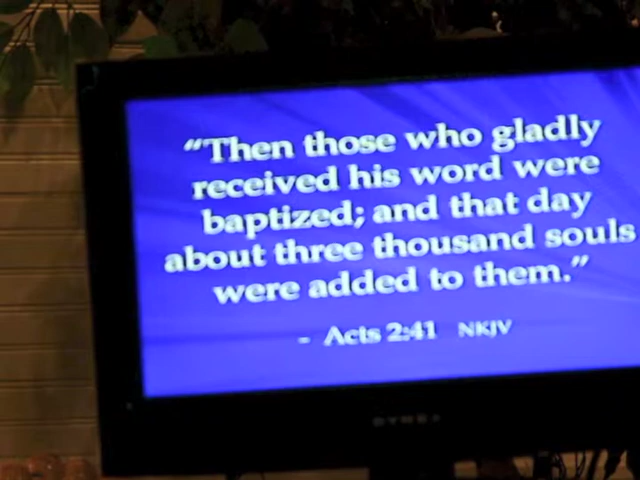 “Then those who gladly
received his word were
baptized; and that day
about three thousand souls
were added to them.”
- Acts 2:41 NKJV